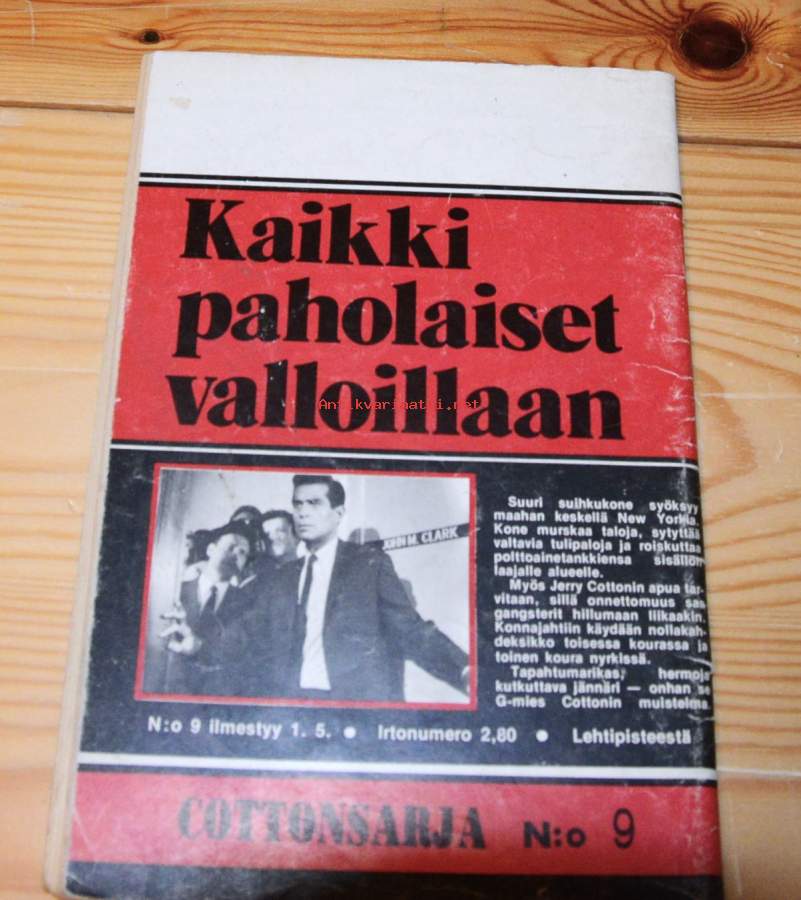 Kaikki
paholaiset
valloillaan
Antikvariaatti.net
JOHN M. CLARK
Suuri suihkukone syöksyy
maahan keskellä New Yorkia.
Kone murskaa taloja, sytyttää
valtavia tulipaloja ja roiskuttaa
polttoainetankkiensa sisällön
laajalle alueelle.
Myös Jerry Cottonin apua tar-
vitaan, sillä onnettomuus saa
gangsterit hillumaan liikaakin.
Konnajahtiin käydään nollakah-
deksikko toisessa kourassa ja
toinen koura nyrkissä.
Tapahtumarikas, hermoja
kutkuttava jännäri — onhan se
G-mies Cottonin muistelma.
N:o 9 ilmestyy 1. 5. ● Irtonumero 2,80 ● Lehtipisteestä
COTTONSARJA N:o 9